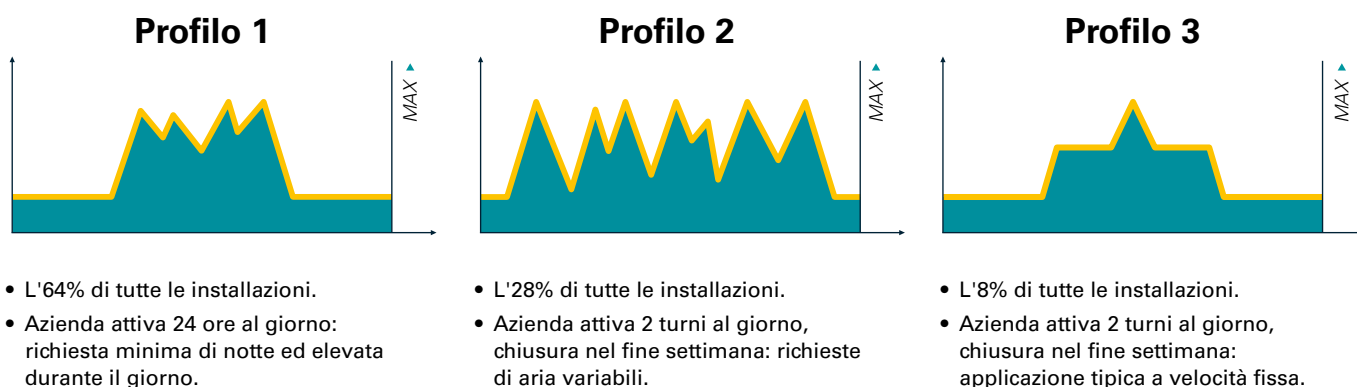 Profilo 1
MAX
• L'64% di tutte le installazioni.
• Azienda attiva 24 ore al giorno:
richiesta minima di notte ed elevata
durante il giorno.
Profilo 2
MAX
• L'28% di tutte le installazioni.
• Azienda attiva 2 turni al giorno,
chiusura nel fine settimana: richieste
di aria variabili.
Profilo 3
MAX
• L'8% di tutte le installazioni.
• Azienda attiva 2 turni al giorno,
chiusura nel fine settimana:
applicazione tipica a velocità fissa.